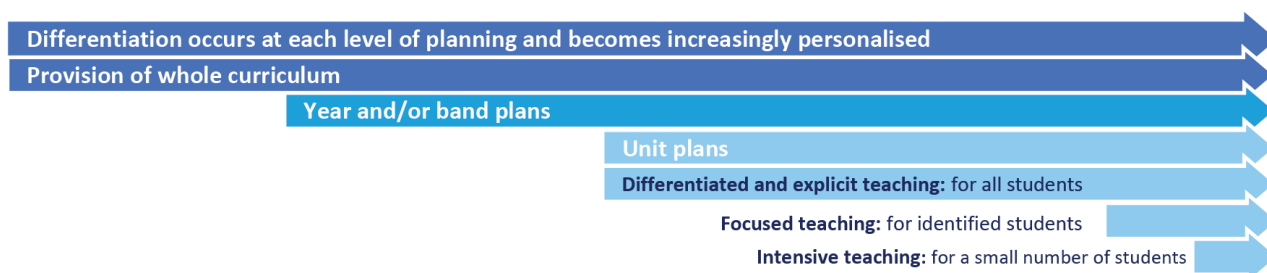 Differentiation occurs at each level of planning and becomes increasingly personalised
Provision of whole curriculum
Year and/or band plans
Unit plans
Differentiated and explicit teaching: for all students
Focused teaching: for identified students
Intensive teaching: for a small number of students